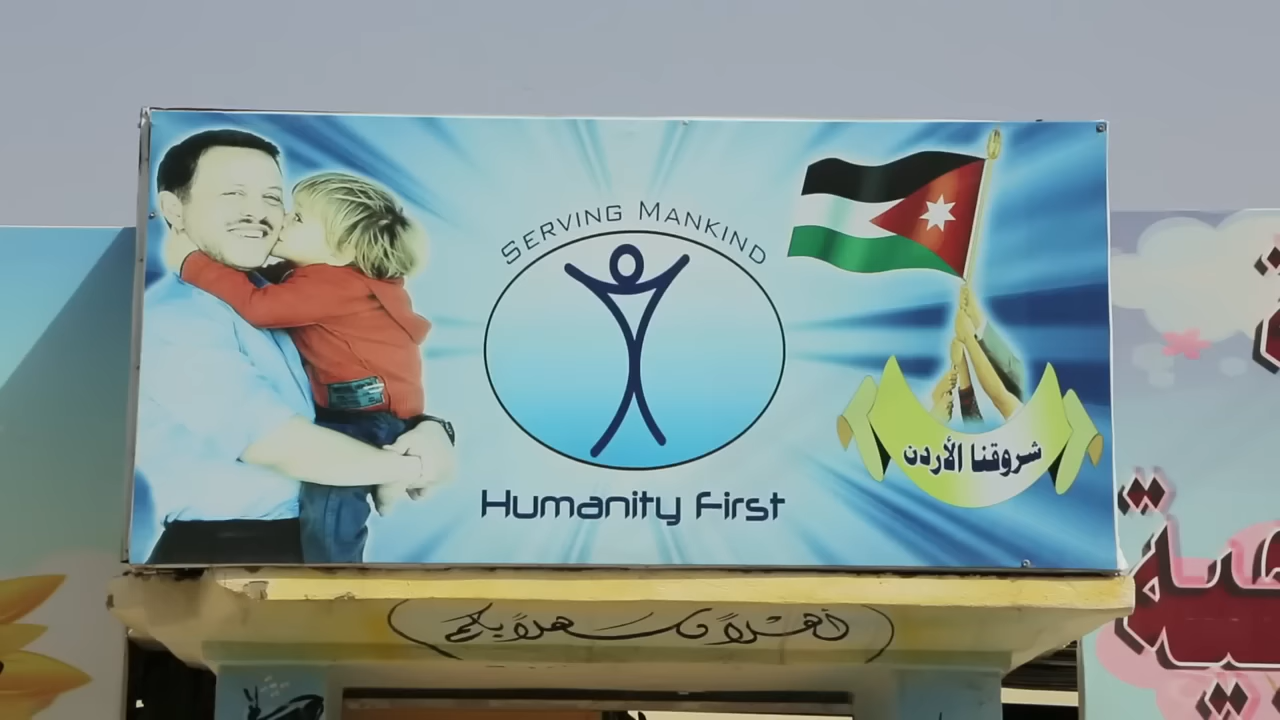 SERVING MANKIND
Humanity First
شروقنا الأردن
أهلاً وسهلاً بكم